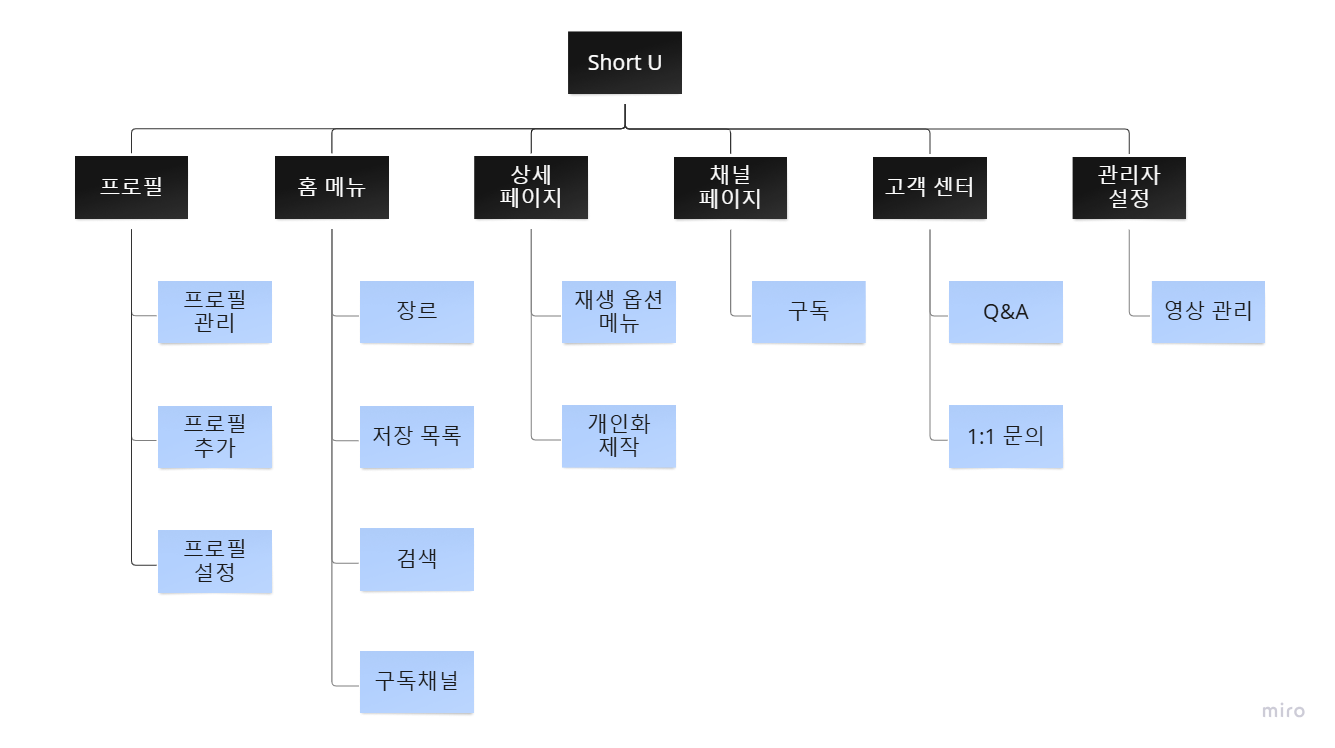 Short U
프로필
홈 메뉴
상세
페이지
채널
페이지
고객 센터
관리자
설정
프로필
관리
장르
재생 옵션
메뉴
구독
Q&A
영상 관리
프로필
추가
저장 목록
개인화
제작
1:1 문의
프로필
설정
검색
구독채널
miro